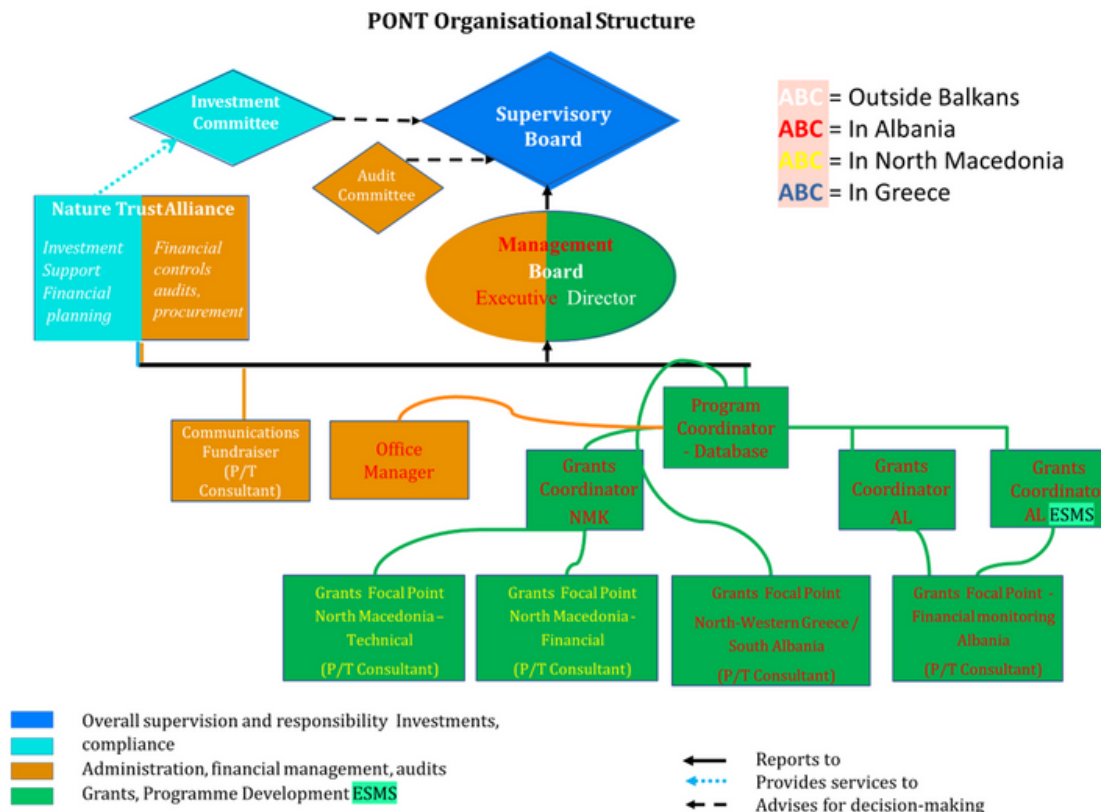 PONT Organisational Structure
Investment
Committee
Supervisory
Board
Audit
Committee
ABC = Outside Balkans
ABC = In Albania
ABC = In North Macedonia
ABC = In Greece
Nature Trust Alliance
Investment
Support
Financial
planning
Financial
controls
audits,
procurement
Management
Board
Executive Director
Communications
Fundraiser
(P/T
Consultant)
Office
Manager
Program
Coordinator
- Database
Grants
Coordinator
NMK
Grants
Coordinator
AL
Grants
Coordinato
AL ESMS
Grants Focal Point
North Macedonia –
Technical
(P/T Consultant)
Grants Focal Point
North Macedonia -
Financial
(P/T Consultant)
Grants Focal Point
North-Western Greece /
South Albania
(P/T Consultant)
Grants Focal Point -
Financial monitoring
Albania
(P/T Consultant)
Overall supervision and responsibility Investments,
compliance
Administration, financial management, audits
Grants, Programme Development ESMS
Reports to
Provides services to
Advises for decision-making